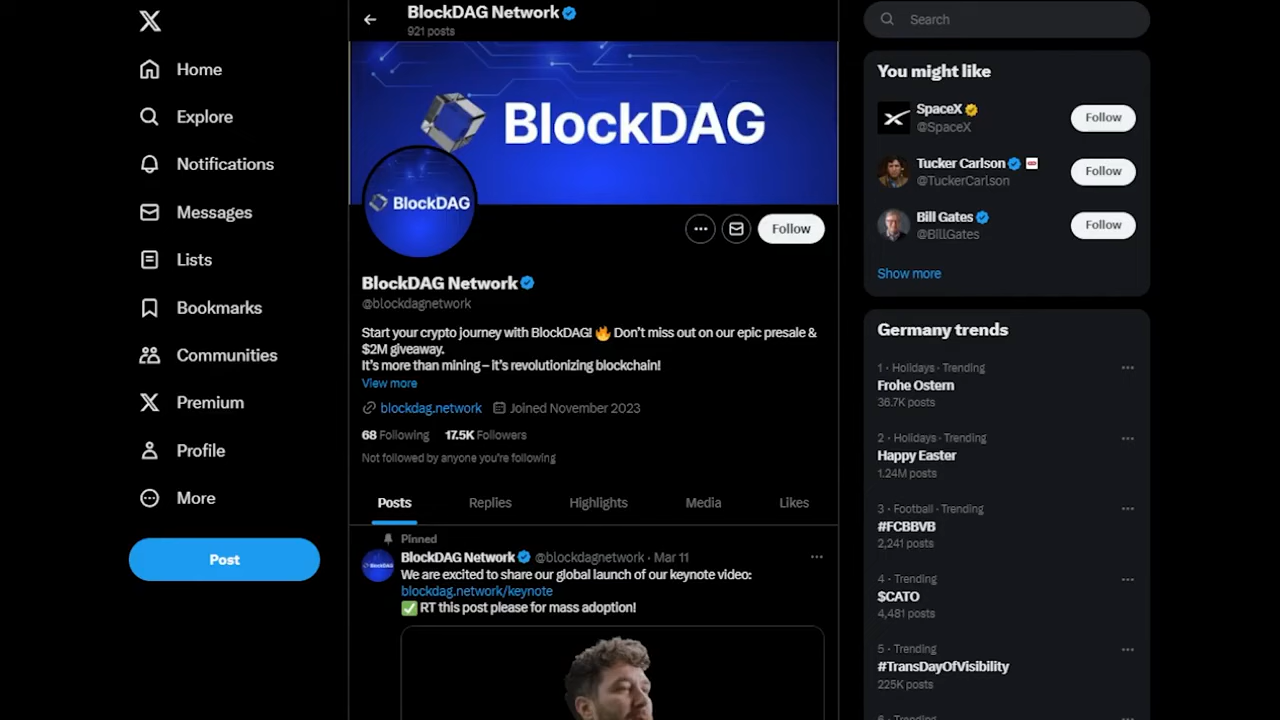 Home
Explore
Notifications
Messages
Lists
Bookmarks
Communities
Premium
Profile
More
Post
BlockDAG Network
921 posts
BlockDAG
BlockDAG
Follow
BlockDAG Network
@blockdagnetwork
Start your crypto journey with BlockDAG! 🔥 Don't miss out on our epic presale &
$2M giveaway.
It's more than mining – it's revolutionizing blockchain!
View more
blockdag.network Joined November 2023
68 Following 17.5K Followers
Not followed by anyone you're following
Posts Replies Highlights Media Likes
Pinned
BlockDAG
BlockDAG Network @blockdagnetwork · Mar 11
We are excited to share our global launch of our keynote video:
blockdag.network/keynote
✅ RT this post please for mass adoption!
Search
You might like
SpaceX
@SpaceX
Follow
Tucker Carlson
@TuckerCarlson
Follow
Bill Gates
@BillGates
Follow
Show more
Germany trends
1 · Holidays · Trending
Frohe Ostern
36.7K posts
2 · Holidays · Trending
Happy Easter
1.24M posts
3 · Football · Trending
#FCBBVB
2,241 posts
4 · Trending
$CATO
4,481 posts
5 · Trending
#TransDayOfVisibility
225K posts